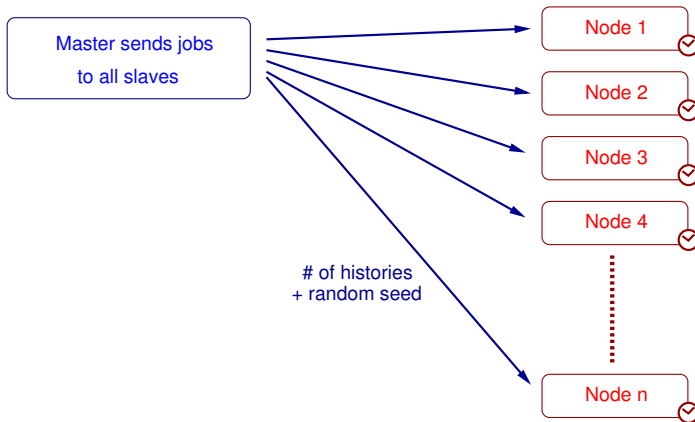 Master sends jobs
to all slaves
Node 1
Node 2
Node 3
Node 4
# of histories
+ random seed
Node n